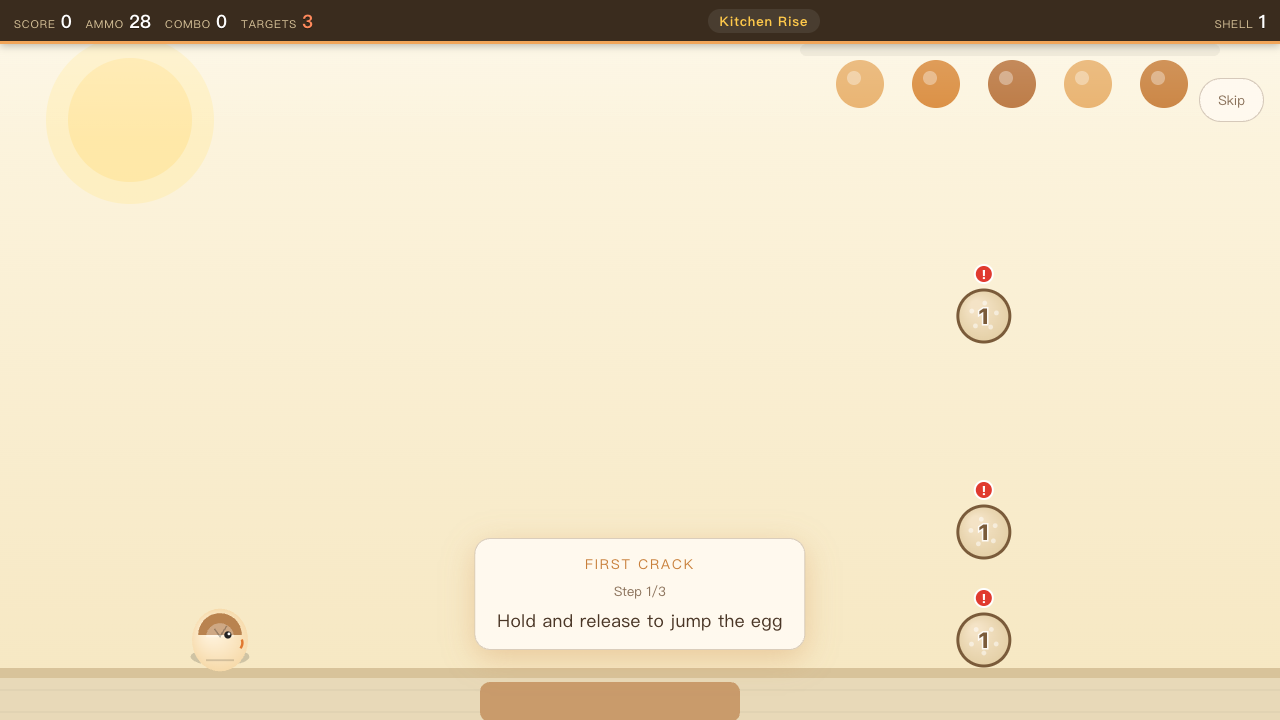 SCORE 0 AMMO 28 COMBO 0 TARGETS 3
Kitchen Rise
SHELL 1
Skip
!
1
!
1
FIRST CRACK
Step 1/3
Hold and release to jump the egg
!
1